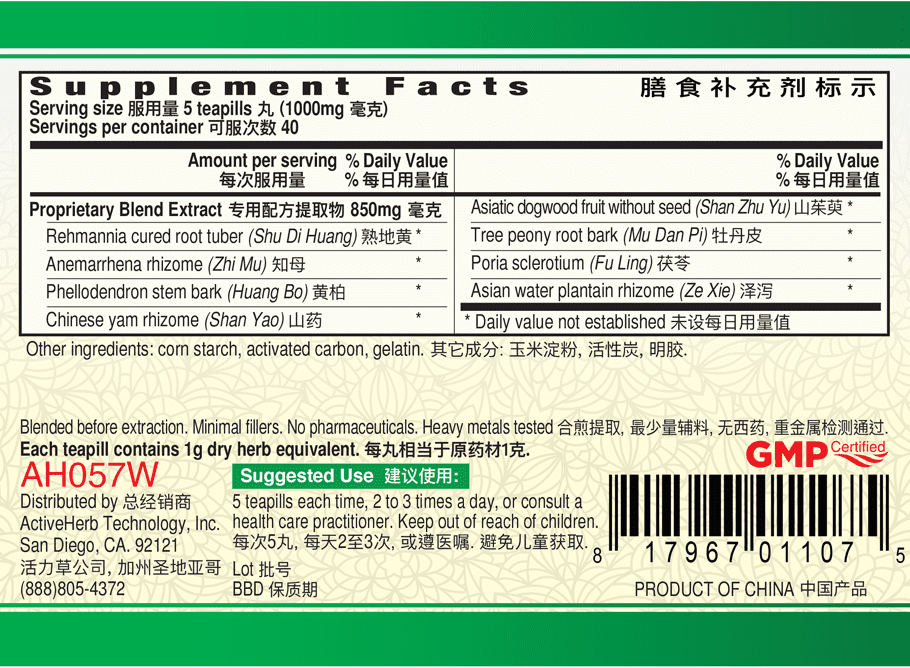 Supplement Facts 膳食补充剂标示
Serving size 服用量 5 teapills 丸 (1000mg 毫克)
Servings per container 可服次数 40
Amount per serving % Daily Value
每次服用量 % 每日用量值
Proprietary Blend Extract 专用配方提取物 850mg 毫克
Rehmannia cured root tuber (Shu Di Huang) 熟地黄 *
Anemarrhena rhizome (Zhi Mu) 知母 *
Phellodendron stem bark (Huang Bo) 黄柏 *
Chinese yam rhizome (Shan Yao) 山药 *
% Daily Value
% 每日用量值
Asiatic dogwood fruit without seed (Shan Zhu Yu) 山茱萸 *
Tree peony root bark (Mu Dan Pi) 牡丹皮 *
Poria sclerotium (Fu Ling) 茯苓 *
Asian water plantain rhizome (Ze Xie) 泽泻 *
* Daily value not established 未设每日用量值
Other ingredients: corn starch, activated carbon, gelatin. 其它成分: 玉米淀粉, 活性炭, 明胶.
Blended before extraction. Minimal fillers. No pharmaceuticals. Heavy metals tested 合煎提取, 最少量辅料, 无西药, 重金属检测通过.
Each teapill contains 1g dry herb equivalent. 每丸相当于原药材1克.
AH057W
Distributed by 总经销商
ActiveHerb Technology, Inc.
San Diego, CA. 92121
活力草公司, 加州圣地亚哥
(888)805-4372
Suggested Use 建议使用:
5 teapills each time, 2 to 3 times a day, or consult a
health care practitioner. Keep out of reach of children.
每次5丸, 每天2至3次, 或遵医嘱. 避免儿童获取.
Lot 批号
BBD 保质期
GMP Certified
8 17967 01107 5
PRODUCT OF CHINA 中国产品